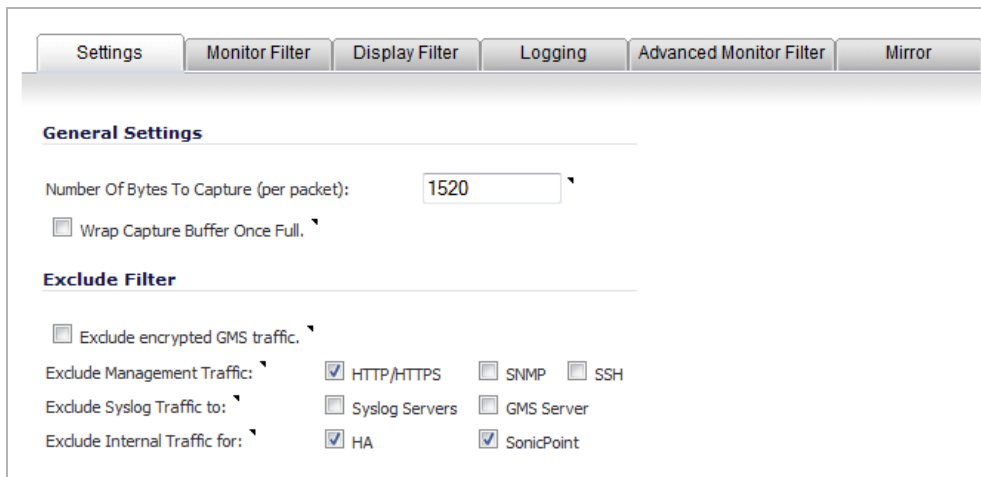 Settings Monitor Filter Display Filter Logging Advanced Monitor Filter Mirror
General Settings
Number Of Bytes To Capture (per packet): 1520
Wrap Capture Buffer Once Full.
Exclude Filter
Exclude encrypted GMS traffic.
Exclude Management Traffic: HTTP/HTTPS SNMP SSH
Exclude Syslog Traffic to: Syslog Servers GMS Server
Exclude Internal Traffic for: HA SonicPoint